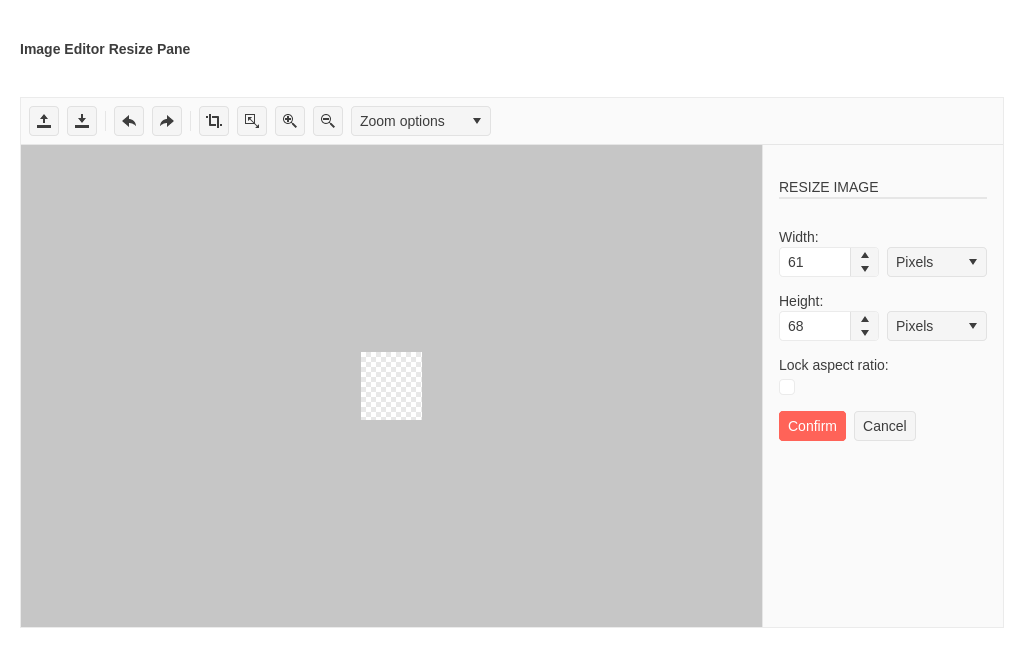 Image Editor Resize Pane
Zoom options
RESIZE IMAGE
Width:
61 Pixels
Height:
68 Pixels
Lock aspect ratio:
Confirm Cancel